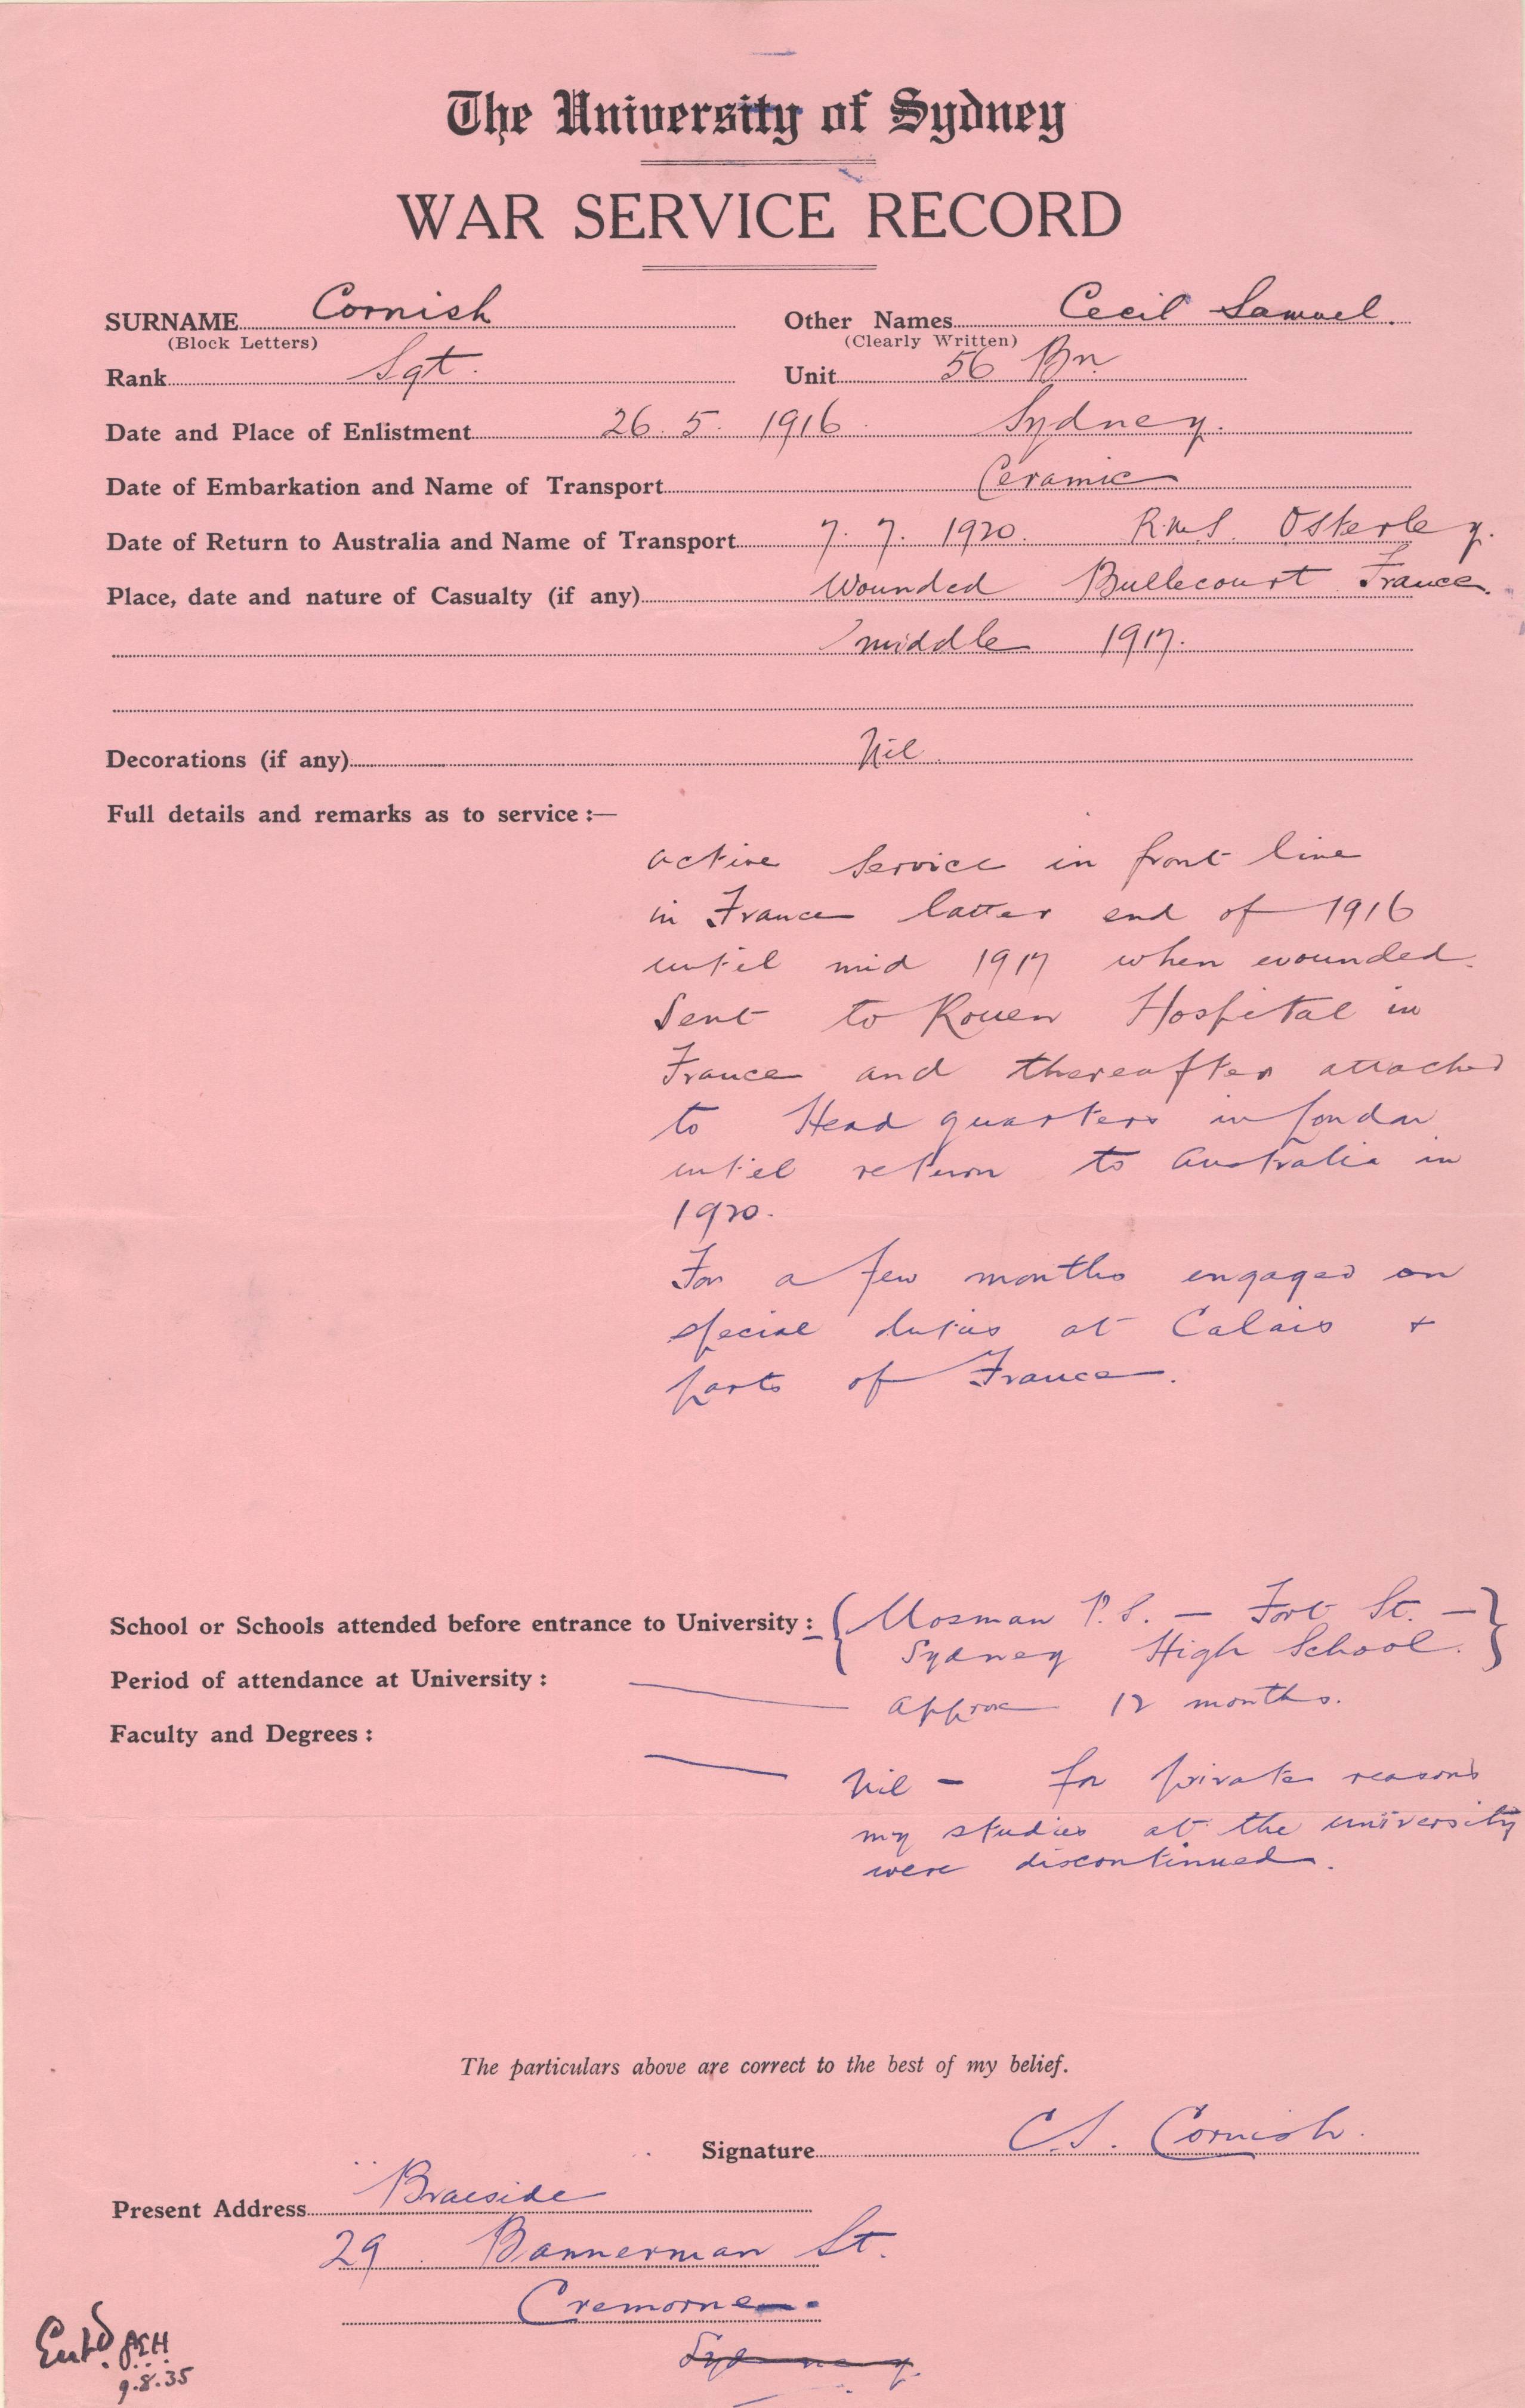 The University of Sydney
WAR SERVICE RECORD
SURNAME Cornish Other Names Cecil Samuel.
(Block Letters) (Clearly Written)
Rank Sgt. Unit 56 Bn.
Date and Place of Enlistment 26. 5. 1916 Sydney.
Date of Embarkation and Name of Transport Ceramic
Date of Return to Australia and Name of Transport 7. 7. 1920. R.M.S. Osterley.
Place, date and nature of Casualty (if any) Wounded Bullecourt France.
middle 1917.
Decorations (if any) Nil.
Full details and remarks as to service :—
active service in front line
in France latter end of 1916
until mid 1917 when wounded.
Sent to Rouen Hospital in
France and thereafter attached
to Head quarters in London
until return to Australia in
1920.
For a few months engaged on
special duties at Calais +
parts of France.
School or Schools attended before entrance to University : { Mosman P.S. — Fort St. — }
Sydney High School.
Period of attendance at University : — approx 12 months.
Faculty and Degrees :
— Nil — for private reasons
my studies at the university
were discontinued.
The particulars above are correct to the best of my belief.
Signature C.S. Cornish.
Present Address "Braeside
29 Bannerman St.
Cremorne.
Sydney.
Entd.
9.8.35